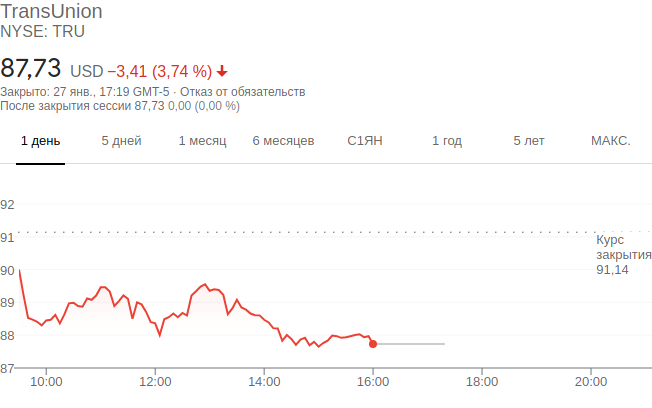 TransUnion
NYSE: TRU
87,73 USD −3,41 (3,74 %)
Закрыто: 27 янв., 17:19 GMT-5 · Отказ от обязательств
После закрытия сессии 87,73 0,00 (0,00 %)
1 день 5 дней 1 месяц 6 месяцев С1ЯН 1 год 5 лет МАКС.
92
91
Курс
закрытия
91,14
90
89
88
87
10:00 12:00 14:00 16:00 18:00 20:00